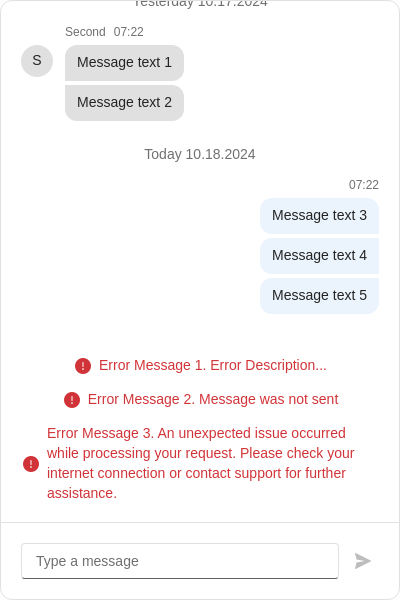 Yesterday 10.17.2024
Second 07:22
S
Message text 1
Message text 2
Today 10.18.2024
07:22
Message text 3
Message text 4
Message text 5
Error Message 1. Error Description...
Error Message 2. Message was not sent
Error Message 3. An unexpected issue occurred
while processing your request. Please check your
internet connection or contact support for further
assistance.
Type a message